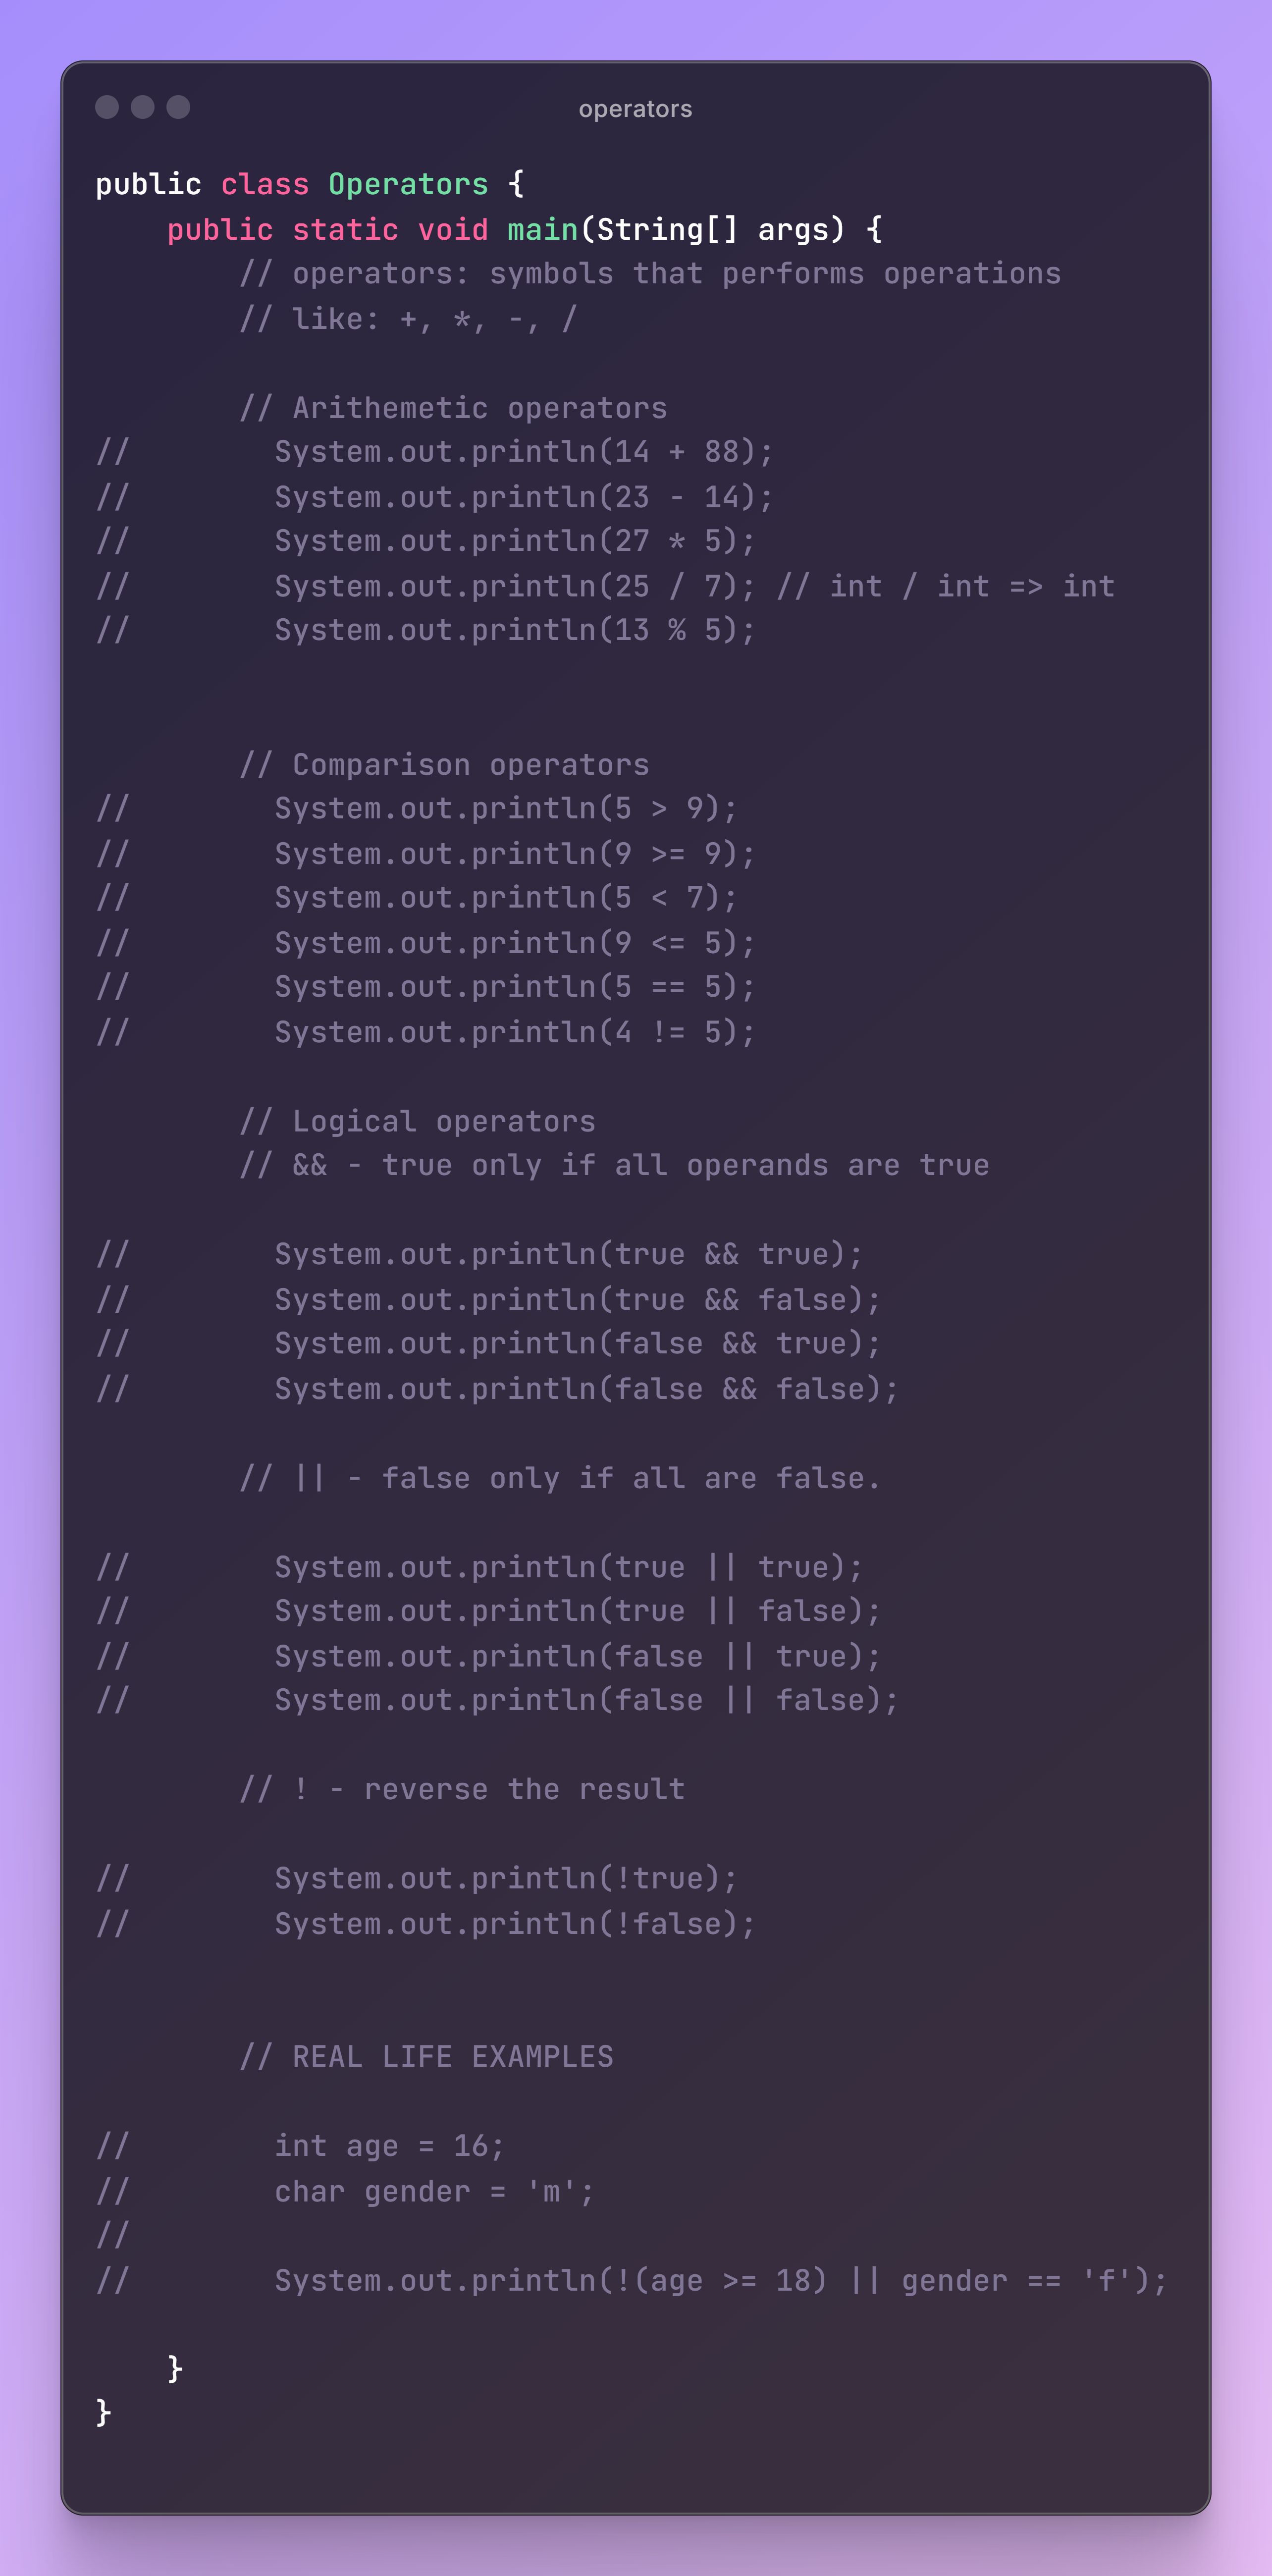 operators
public class Operators {
    public static void main(String[] args) {
        // operators: symbols that performs operations
        // like: +, *, -, /

        // Arithemetic operators
//        System.out.println(14 + 88);
//        System.out.println(23 - 14);
//        System.out.println(27 * 5);
//        System.out.println(25 / 7); // int / int => int
//        System.out.println(13 % 5);


        // Comparison operators
//        System.out.println(5 > 9);
//        System.out.println(9 >= 9);
//        System.out.println(5 < 7);
//        System.out.println(9 <= 5);
//        System.out.println(5 == 5);
//        System.out.println(4 != 5);

        // Logical operators
        // && - true only if all operands are true

//        System.out.println(true && true);
//        System.out.println(true && false);
//        System.out.println(false && true);
//        System.out.println(false && false);

        // || - false only if all are false.

//        System.out.println(true || true);
//        System.out.println(true || false);
//        System.out.println(false || true);
//        System.out.println(false || false);

        // ! - reverse the result

//        System.out.println(!true);
//        System.out.println(!false);


        // REAL LIFE EXAMPLES

//        int age = 16;
//        char gender = 'm';
//
//        System.out.println(!(age >= 18) || gender == 'f');

    }
}